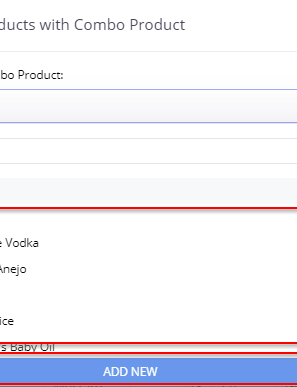 ducts with Combo Product
bo Product:
e Vodka
Anejo
ice
's Baby Oil
ADD NEW